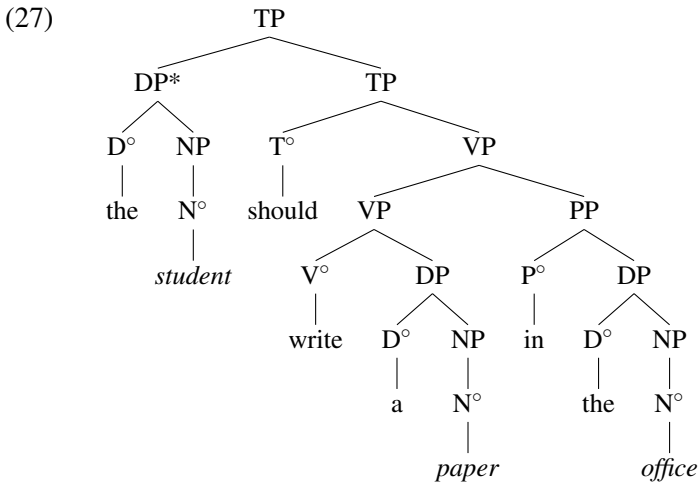 (27) TP
DP* TP
D° NP T° VP
the N° should VP PP
student V° DP P° DP
write D° NP in D° NP
a N° the N°
paper office